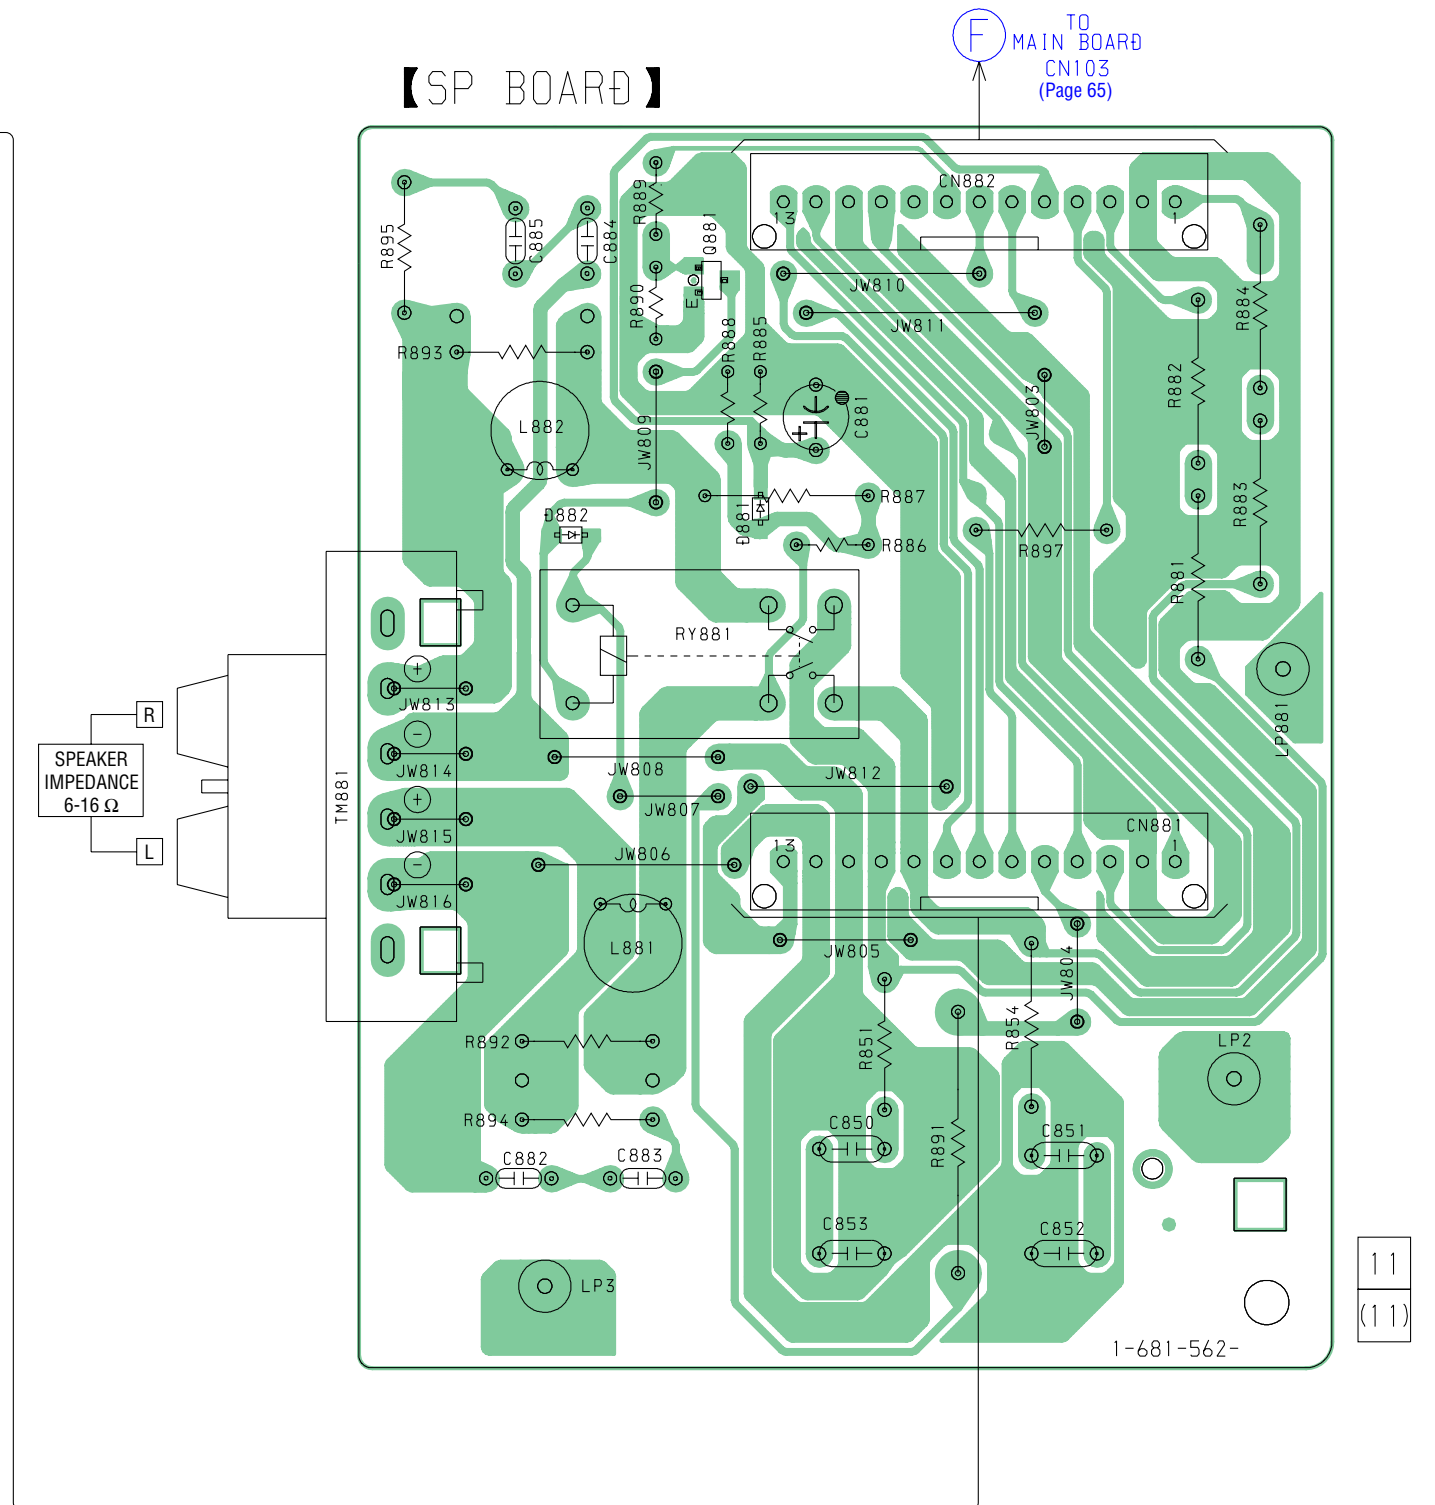 F
TO
MAIN BOARD
CN103
(Page 65)
【SP BOARD】
CN882
13
1
R895
C885
C884
R889
Q881
E
R890
JW810
JW811
R884
R893
R888
R885
R882
L882
JW809
C881
+
JW803
D882
D881
R887
R883
R886
R897
R881
RY881
LP881
+
JW813
−
JW814
+
JW815
−
JW816
R
SPEAKER
IMPEDANCE
6-16 Ω
L
TM881
JW808
JW812
JW807
JW806
CN881
13
1
L881
JW805
JW804
R892
R851
R854
LP2
R894
C850
R891
C851
C882
C883
C853
C852
LP3
11
(11)
1-681-562-